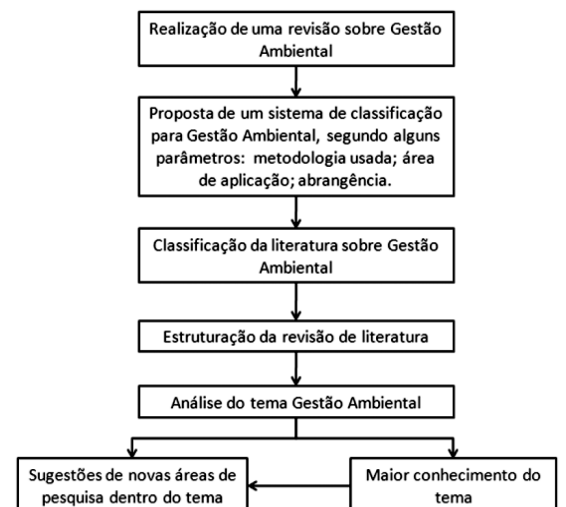 Realização de uma revisão sobre Gestão
Ambiental
Proposta de um sistema de classificação
para Gestão Ambiental, segundo alguns
parâmetros: metodologia usada; área
de aplicação; abrangência.
Classificação da literatura sobre Gestão
Ambiental
Estruturação da revisão de literatura
Análise do tema Gestão Ambiental
Sugestões de novas áreas de
pesquisa dentro do tema
Maior conhecimento do
tema